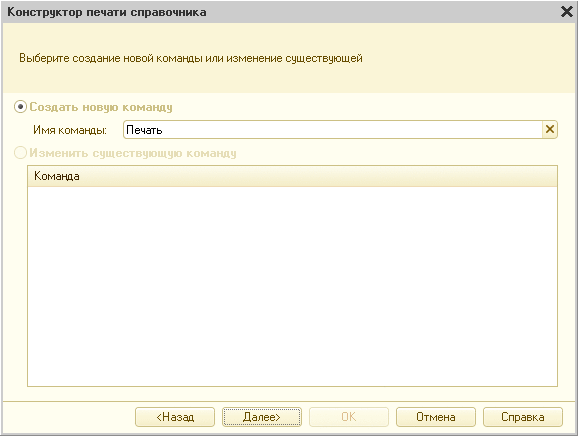 Конструктор печати справочника
Выберите создание новой команды или изменение существующей
Создать новую команду
Имя команды: Печать
Изменить существующую команду
Команда
<Назад Далее> OK Отмена Справка